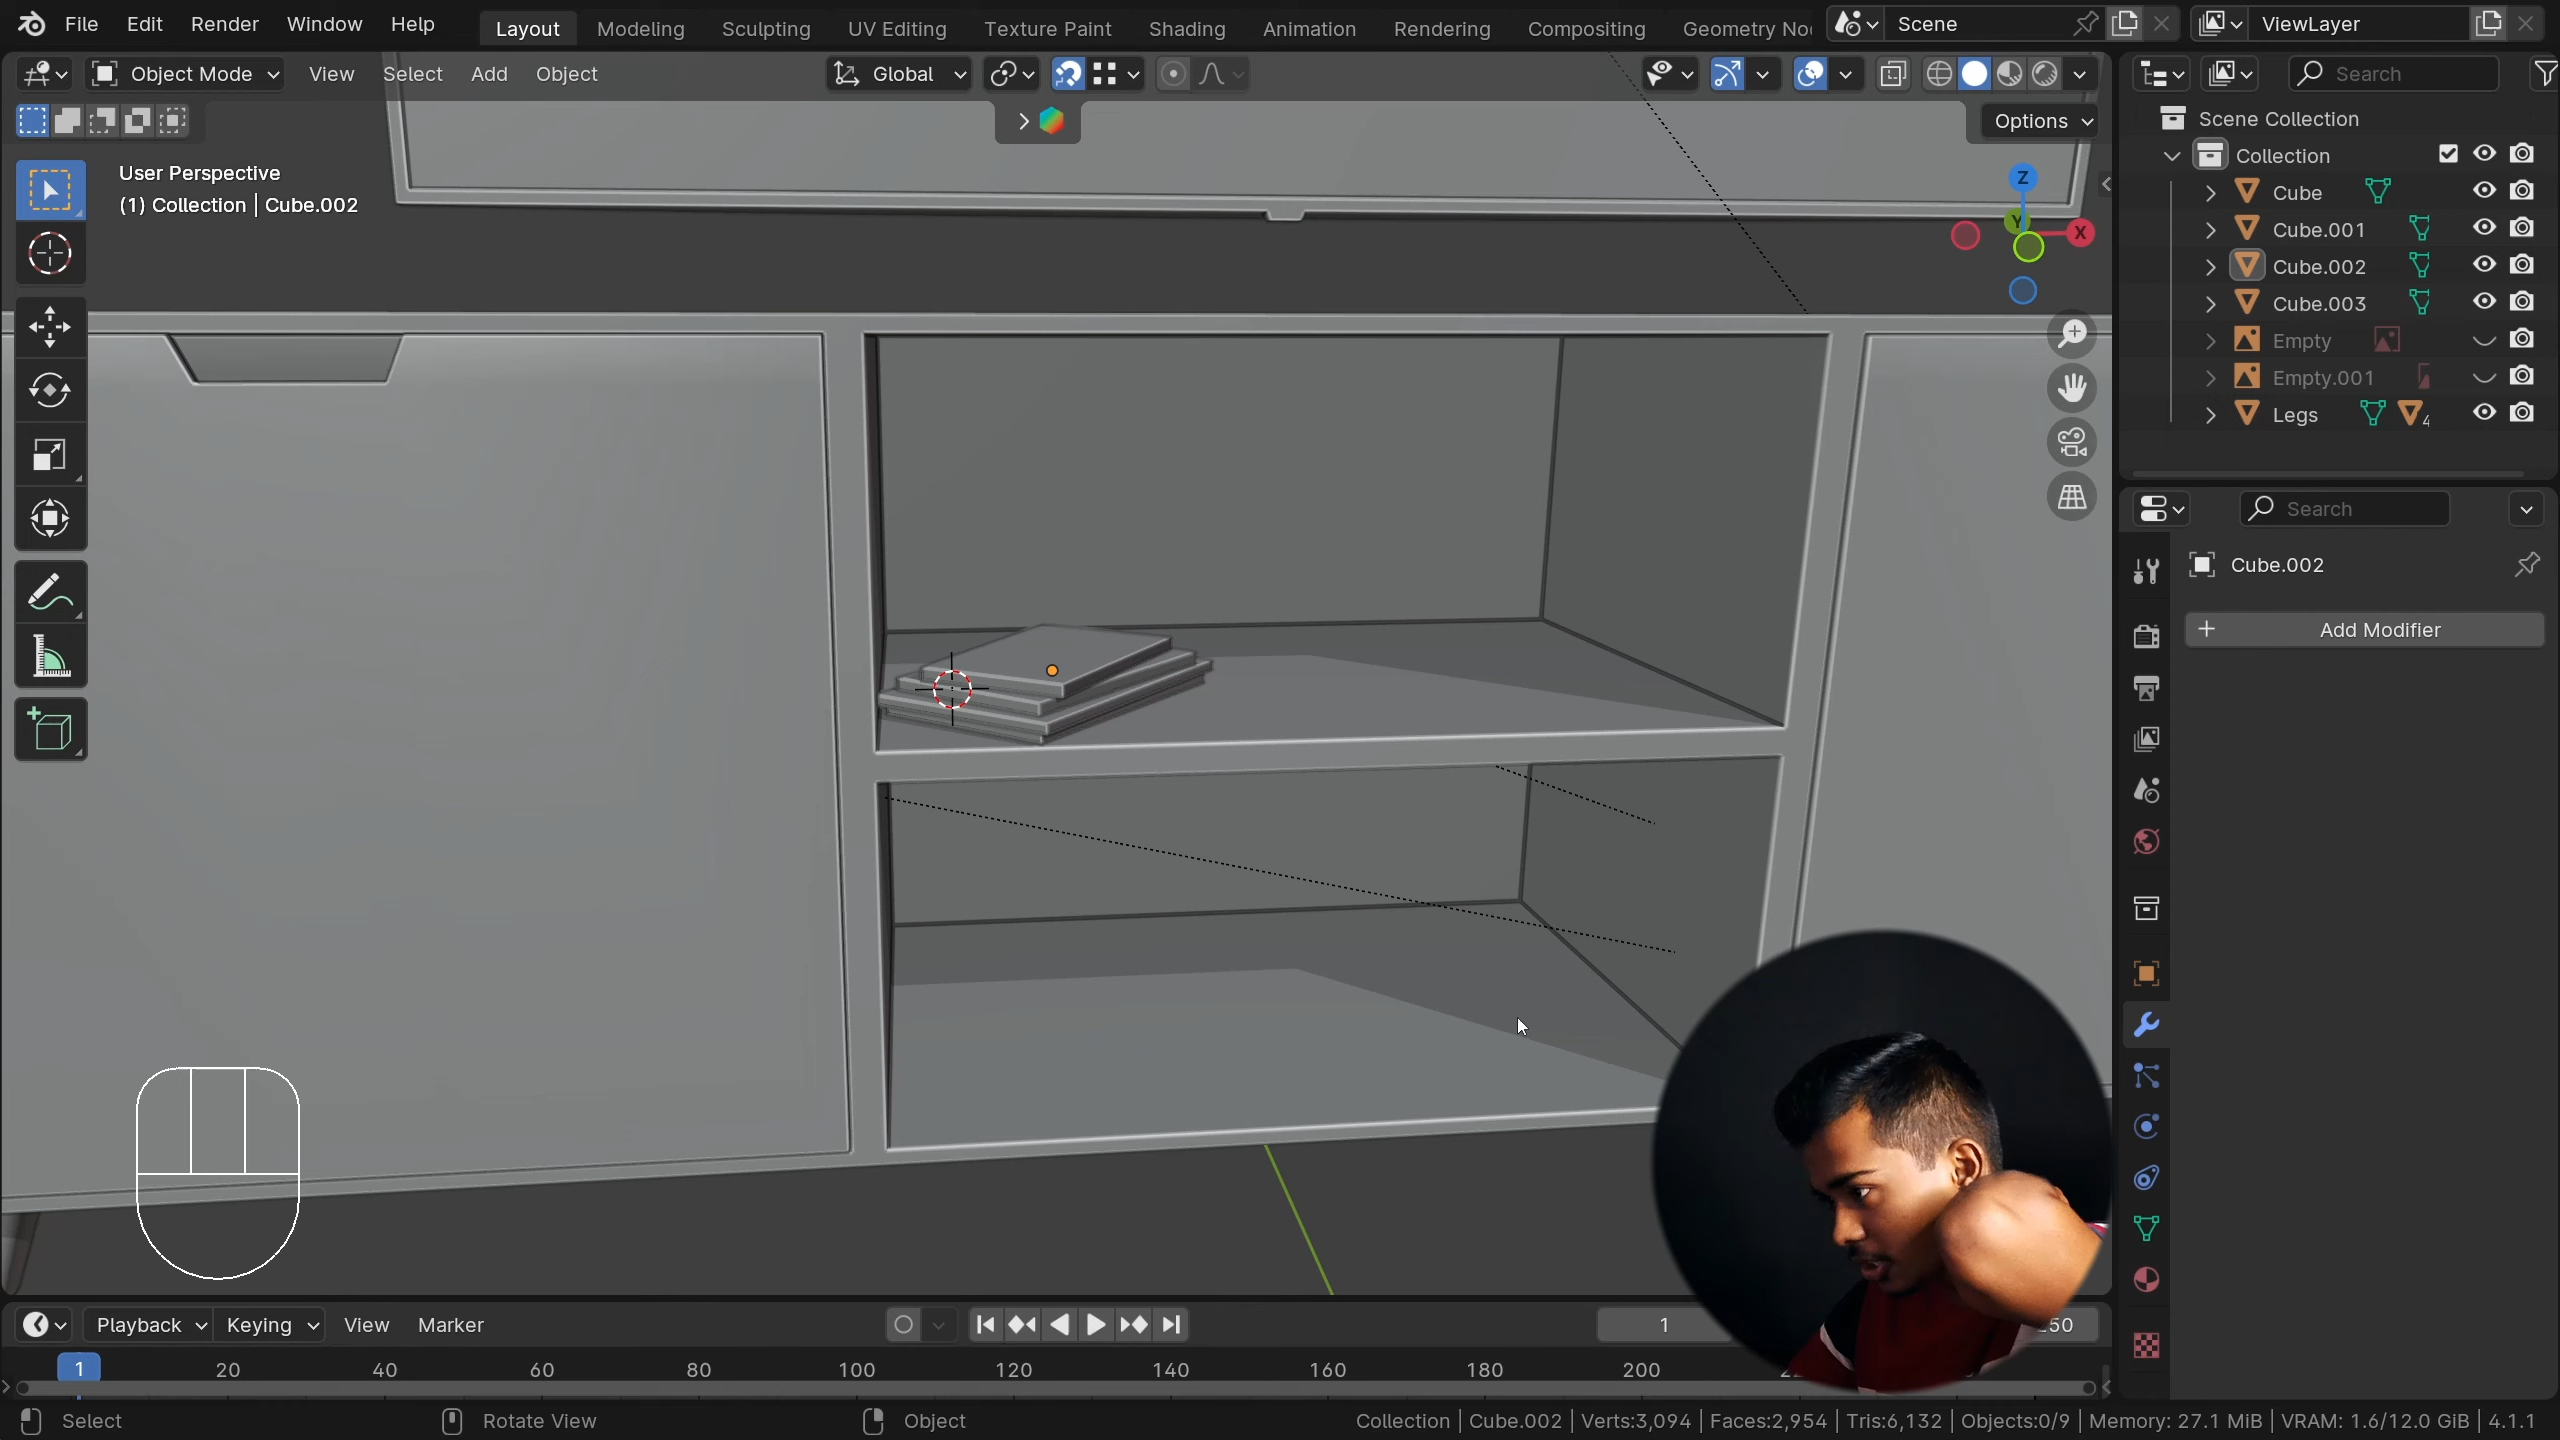 File Edit Render Window Help Layout Modeling Sculpting UV Editing Texture Paint Shading Animation Rendering Compositing Geometry No Scene ViewLayer
Object Mode View Select Add Object Global Search
Options
User Perspective
(1) Collection | Cube.002
Z
Y
X
Scene Collection
Collection
Cube
Cube.001
Cube.002
Cube.003
Empty
Empty.001
Legs 4
Search
Cube.002
Add Modifier
Playback Keying View Marker 1 50
1 20 40 60 80 100 120 140 160 180 200
Select Rotate View Object Collection | Cube.002 | Verts:3,094 | Faces:2,954 | Tris:6,132 | Objects:0/9 | Memory: 27.1 MiB | VRAM: 1.6/12.0 GiB | 4.1.1